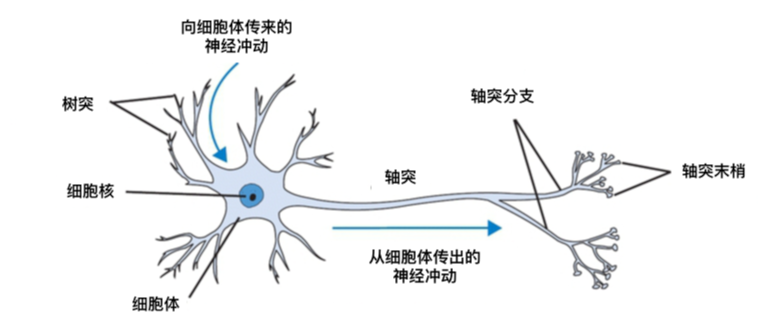 向细胞体传来的
神经冲动
树突
轴突分支
轴突
轴突末梢
细胞核
从细胞体传出的
神经冲动
细胞体